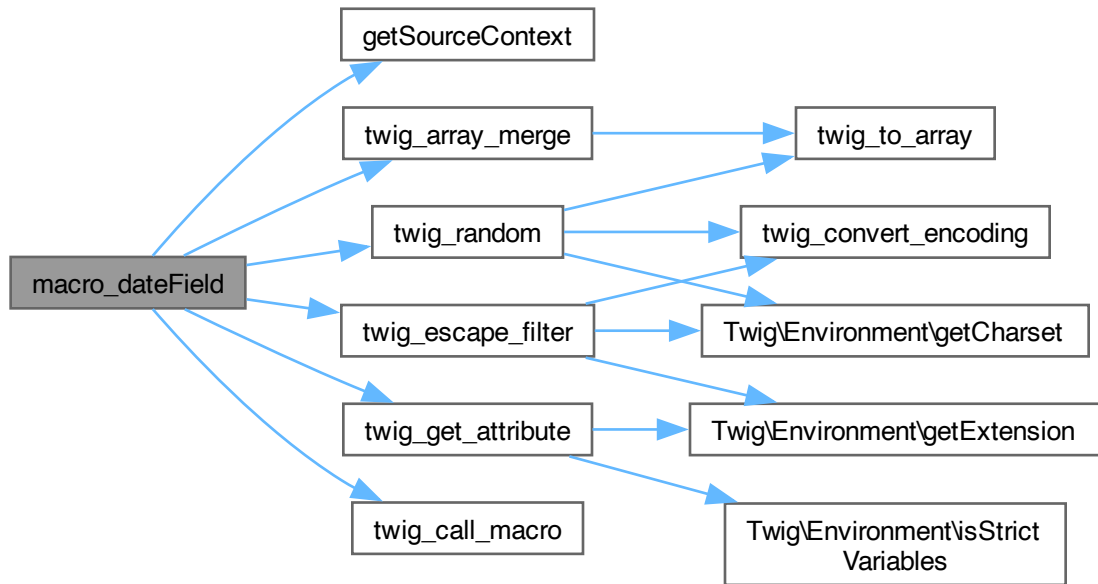 getSourceContext
twig_array_merge
twig_to_array
twig_random
twig_convert_encoding
macro_dateField
twig_escape_filter
Twig\Environment\getCharset
twig_get_attribute
Twig\Environment\getExtension
twig_call_macro
Twig\Environment\isStrict
Variables